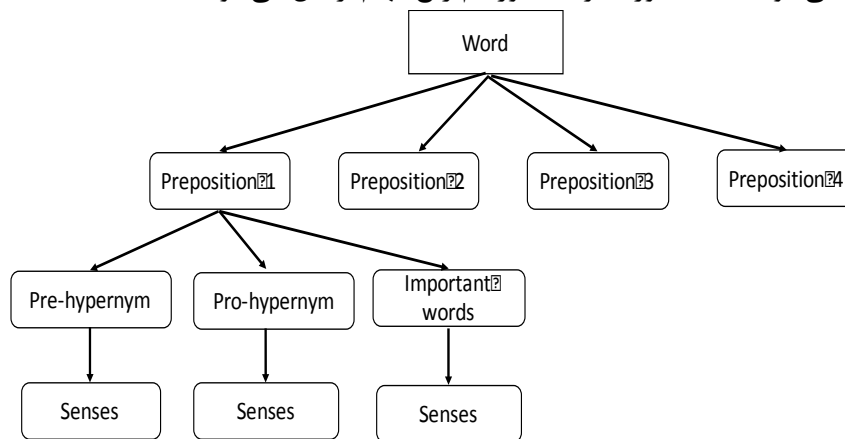 Word
Preposition 1
Preposition 2
Preposition 3
Preposition 4
Pre-hypernym
Pro-hypernym
Important
words
Senses
Senses
Senses